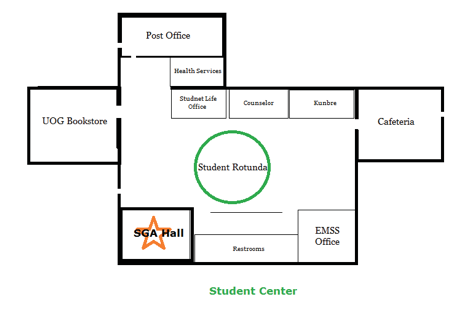 Post Office
Health Services
Studnet Life
Office
Counselor
Kunbre
UOG Bookstore
Cafeteria
Student Rotunda
SGA Hall
EMSS
Office
Restrooms
Student Center